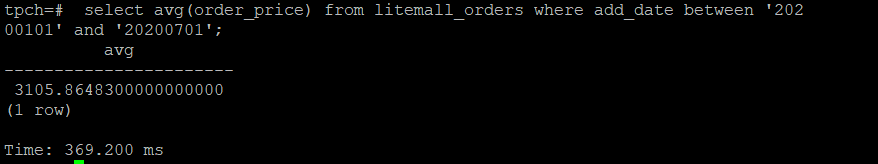 tpch=#  select avg(order_price) from litemall_orders where add_date between '202
00101' and '20200701';
          avg
-----------------------
 3105.8648300000000000
(1 row)

Time: 369.200 ms